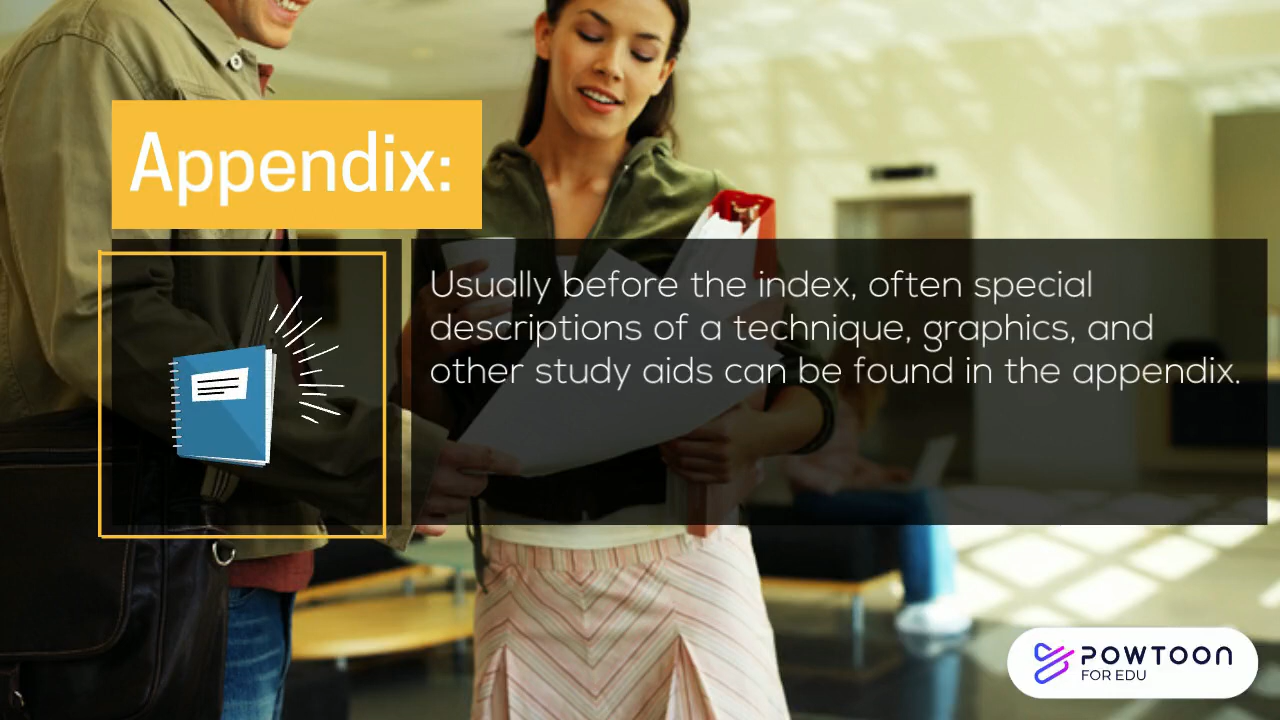 Appendix:
Usually before the index, often special
descriptions of a technique, graphics, and
other study aids can be found in the appendix.
POWTOON
FOR EDU